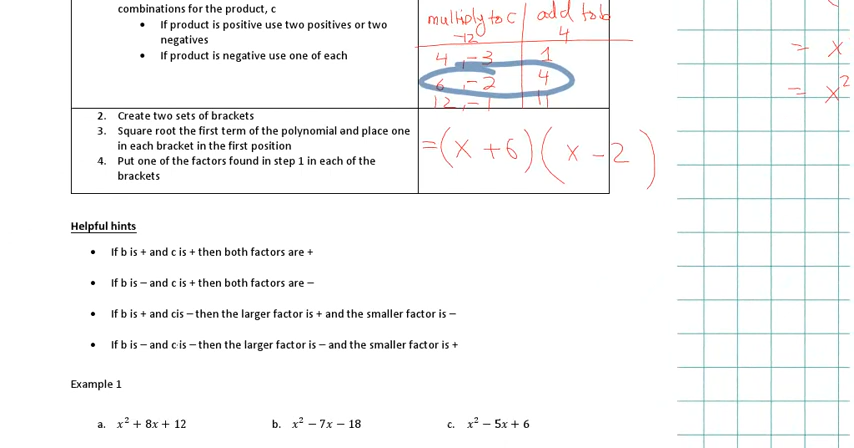 combinations for the product, c
• If product is positive use two positives or two
negatives
• If product is negative use one of each
multiply to c | add to b
-12 | 4
4 , -3 | 1
6 , -2 | 4
12 , -1 | 11
2. Create two sets of brackets
3. Square root the first term of the polynomial and place one
in each bracket in the first position
4. Put one of the factors found in step 1 in each of the
brackets
=(x +6)(x -2)
= x
= x²
Helpful hints
• If b is + and c is + then both factors are +
• If b is – and c is + then both factors are –
• If b is + and cis – then the larger factor is + and the smaller factor is –
• If b is – and c is – then the larger factor is – and the smaller factor is +
Example 1
a. x² + 8x + 12 b. x² − 7x − 18 c. x² − 5x + 6